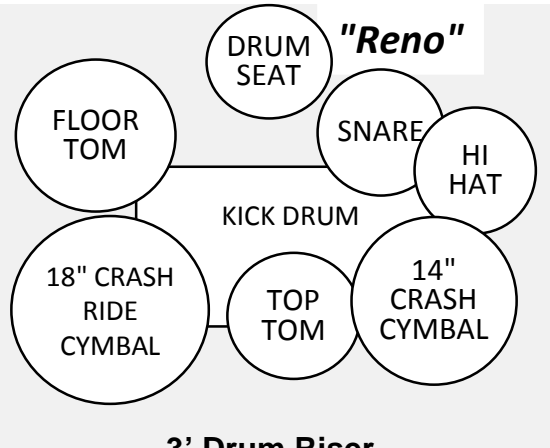 DRUM
SEAT
"Reno"
FLOOR
TOM
SNARE
HI
HAT
KICK DRUM
18" CRASH
RIDE
CYMBAL
TOP
TOM
14"
CRASH
CYMBAL
3' Drum Riser